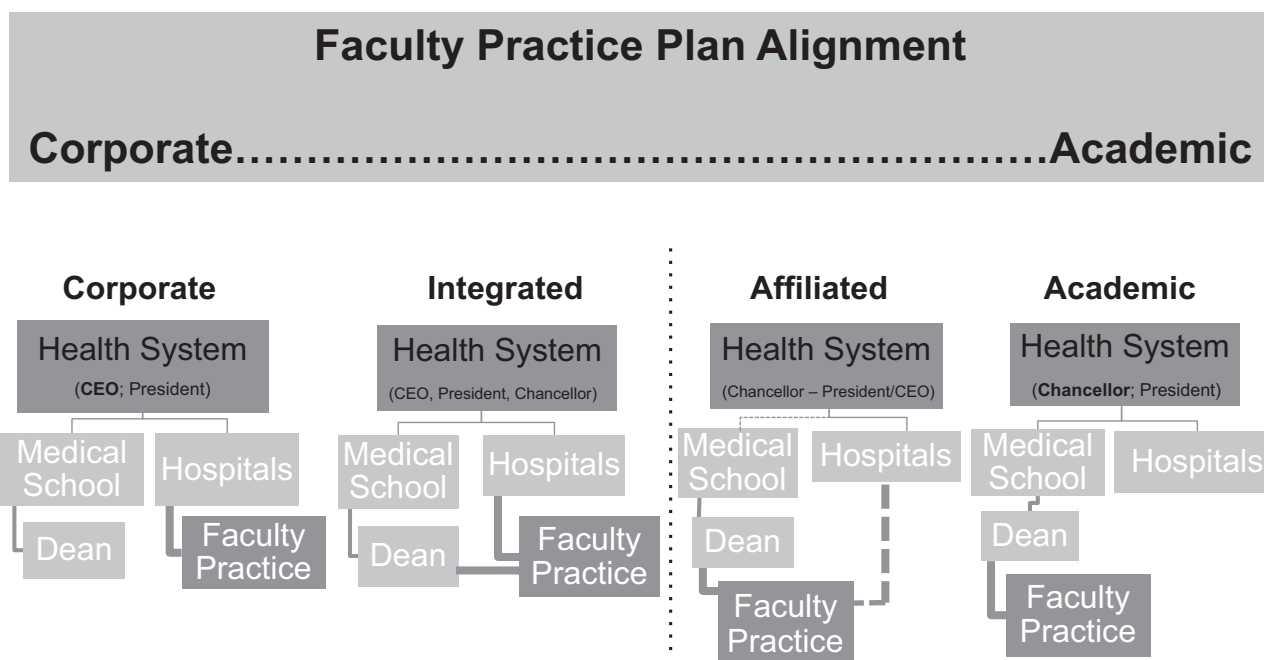 Faculty Practice Plan Alignment
Corporate.........................................................Academic
Corporate
Health System
(CEO; President)
Medical
School
Hospitals
Dean
Faculty
Practice
Integrated
Health System
(CEO, President, Chancellor)
Medical
School
Hospitals
Dean
Faculty
Practice
Affiliated
Health System
(Chancellor – President/CEO)
Medical
School
Hospitals
Dean
Faculty
Practice
Academic
Health System
(Chancellor; President)
Medical
School
Hospitals
Dean
Faculty
Practice